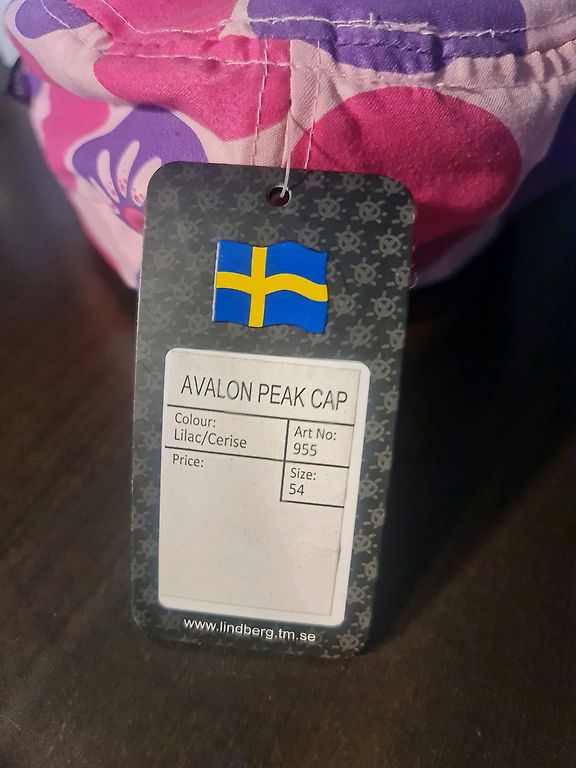 AVALON PEAK CAP
Colour:
Lilac/Cerise
Art No:
955
Price:
Size:
54
www.lindberg.tm.se